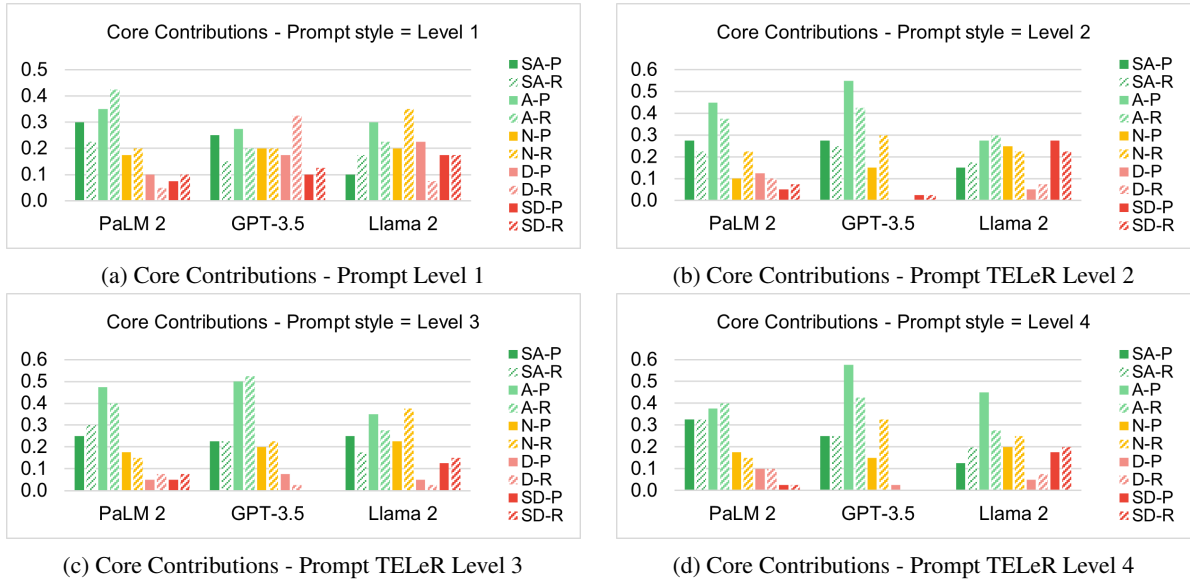 Core Contributions - Prompt style = Level 1
0.5
0.4
0.3
0.2
0.1
0.0
PaLM 2 GPT-3.5 Llama 2
SA-P
SA-R
A-P
A-R
N-P
N-R
D-P
D-R
SD-P
SD-R
(a) Core Contributions - Prompt Level 1
Core Contributions - Prompt style = Level 2
0.6
0.5
0.4
0.3
0.2
0.1
0.0
PaLM 2 GPT-3.5 Llama 2
SA-P
SA-R
A-P
A-R
N-P
N-R
D-P
D-R
SD-P
SD-R
(b) Core Contributions - Prompt TELeR Level 2
Core Contributions - Prompt style = Level 3
0.6
0.5
0.4
0.3
0.2
0.1
0.0
PaLM 2 GPT-3.5 Llama 2
SA-P
SA-R
A-P
A-R
N-P
N-R
D-P
D-R
SD-P
SD-R
(c) Core Contributions - Prompt TELeR Level 3
Core Contributions - Prompt style = Level 4
0.6
0.5
0.4
0.3
0.2
0.1
0.0
PaLM 2 GPT-3.5 Llama 2
SA-P
SA-R
A-P
A-R
N-P
N-R
D-P
D-R
SD-P
SD-R
(d) Core Contributions - Prompt TELeR Level 4